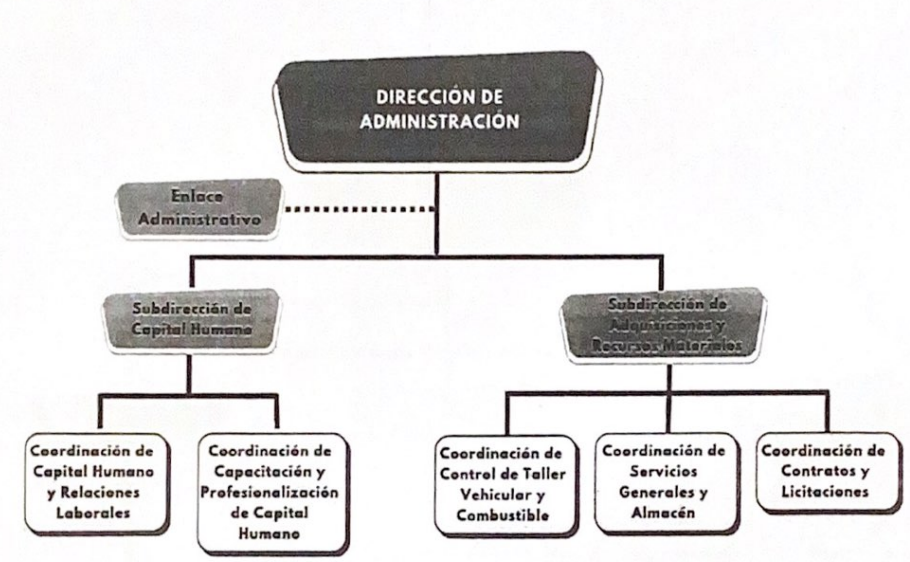 DIRECCIÓN DE
ADMINISTRACIÓN
Enlace
Administrativo
Subdirección de
Capital Humano
Subdirección de
Adquisiciones y
Recursos Materiales
Coordinación de
Capital Humano
y Relaciones
Laborales
Coordinación de
Capacitación y
Profesionalización
de Capital
Humano
Coordinación de
Control de Taller
Vehicular y
Combustible
Coordinación de
Servicios
Generales y
Almacén
Coordinación de
Contratos y
Licitaciones